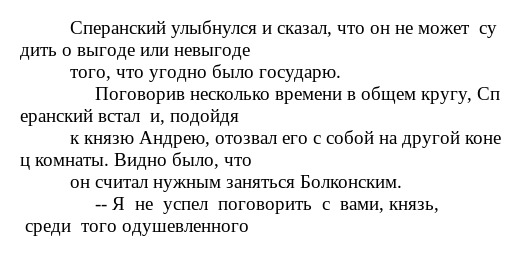 Сперанский улыбнулся и сказал, что он не может  су
дить о выгоде или невыгоде
того, что угодно было государю.
Поговорив несколько времени в общем кругу, Сп
еранский встал  и, подойдя
к князю Андрею, отозвал его с собой на другой коне
ц комнаты. Видно было, что
он считал нужным заняться Болконским.
-- Я  не  успел  поговорить  с  вами, князь,
среди  того одушевленного